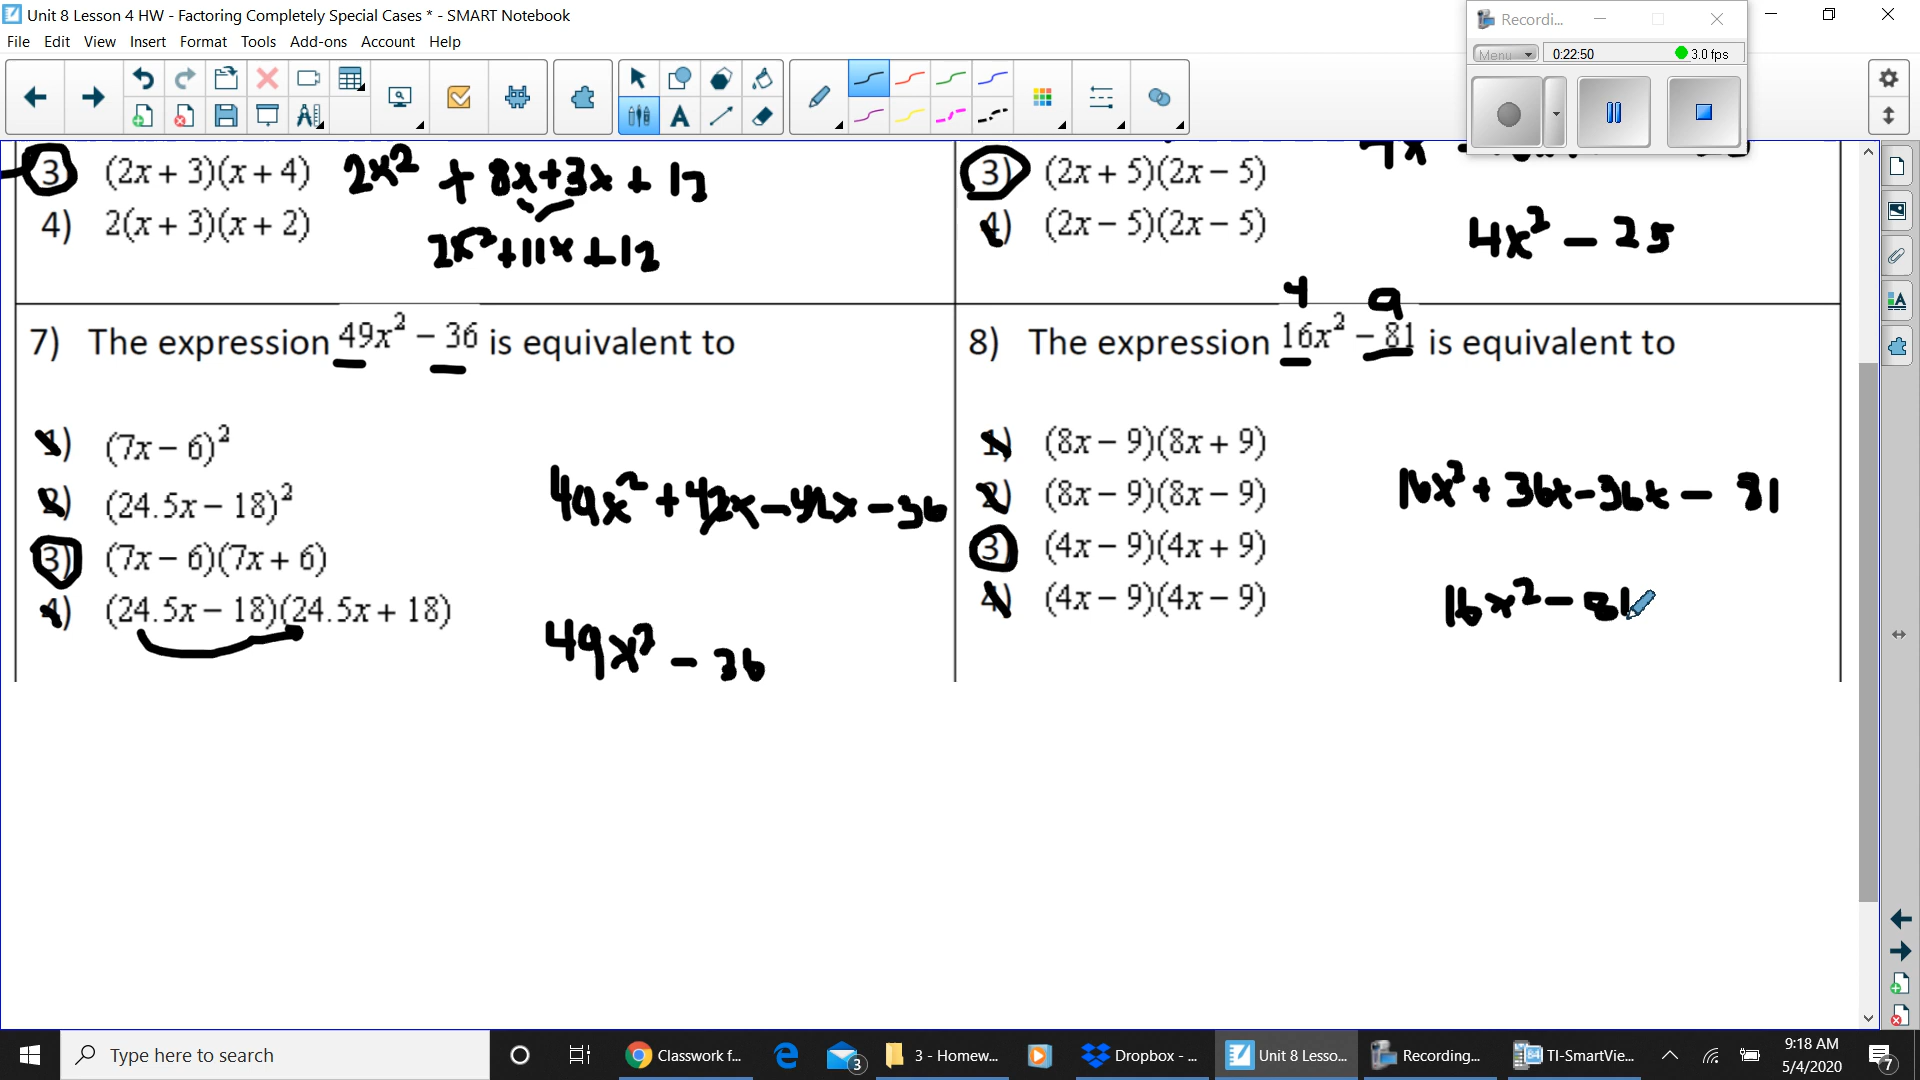 Unit 8 Lesson 4 HW - Factoring Completely Special Cases * - SMART Notebook
File Edit View Insert Format Tools Add-ons Account Help
Recordi...
Menu 0:22:50 3.0 fps
3) (2x + 3)(x + 4) 2x² + 8x+3x + 12
4) 2(x + 3)(x + 2) 2x²+11x+12
3) (2x + 5)(2x − 5)
4) (2x − 5)(2x − 5) 4x² − 25
7) The expression 49x² − 36 is equivalent to
1) (7x − 6)²
2) (24.5x − 18)² 49x² +42x−42x −36
3) (7x − 6)(7x + 6)
4) (24.5x − 18)(24.5x + 18)
49x² − 36
4 9
8) The expression 16x² − 81 is equivalent to
1) (8x − 9)(8x + 9)
2) (8x − 9)(8x − 9) 16x² + 36x−36x − 81
3) (4x − 9)(4x + 9)
4) (4x − 9)(4x − 9) 16x² − 81
Type here to search
Classwork f...
3
3 - Homew...
Dropbox - ...
Unit 8 Lesso...
Recording...
84 TI-SmartVie...
9:18 AM
5/4/2020
7